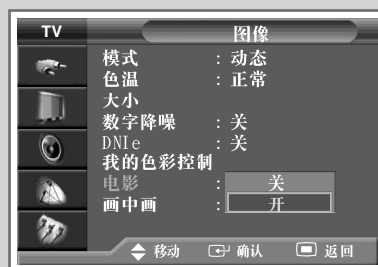 TV 图像
模式 : 动态
色温 : 正常
大小
数字降噪 : 关
DNIe : 关
我的色彩控制
电影 : 关
画中画 : 开
移动 确认 返回